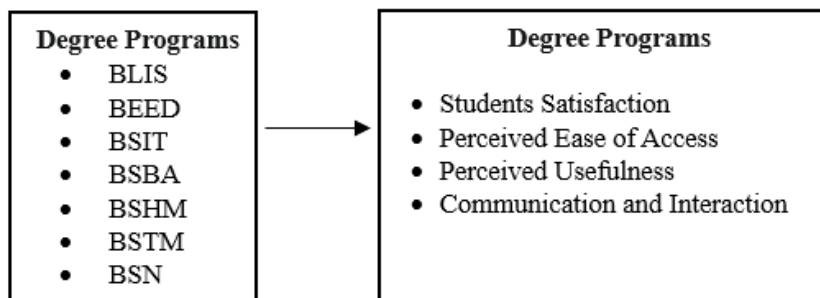 Degree Programs
• BLIS
• BEED
• BSIT
• BSBA
• BSHM
• BSTM
• BSN
Degree Programs
• Students Satisfaction
• Perceived Ease of Access
• Perceived Usefulness
• Communication and Interaction